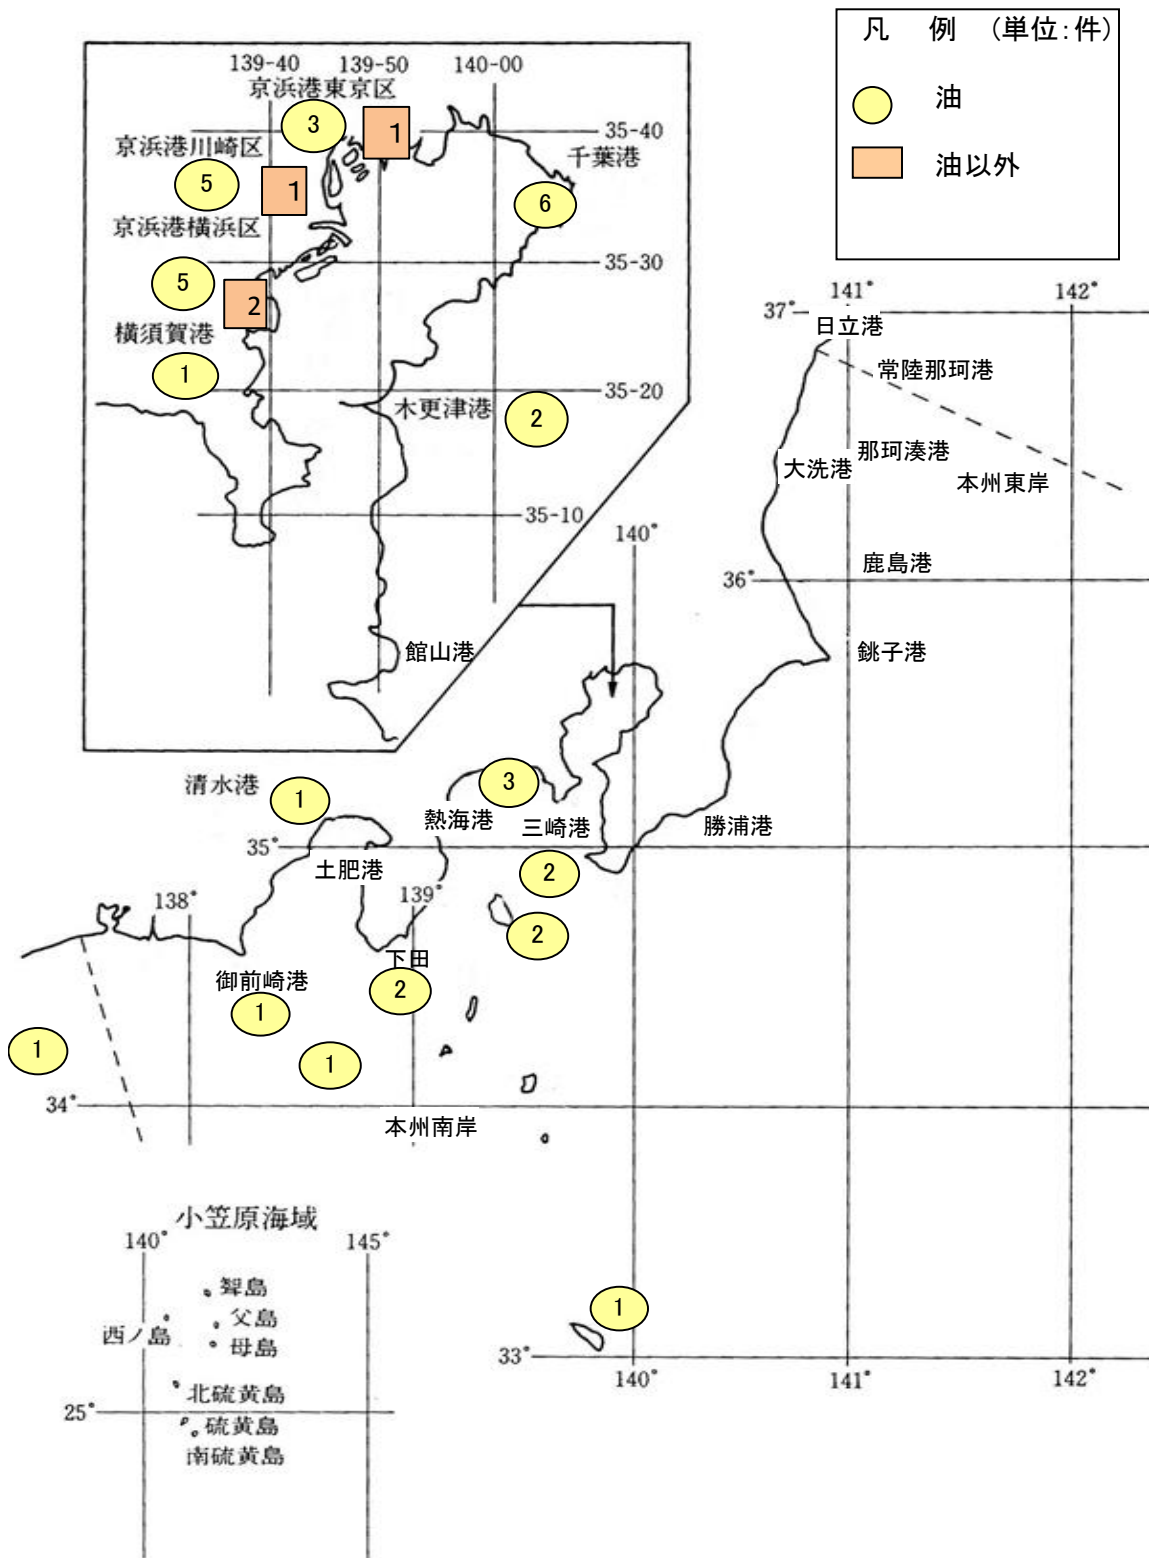 凡 例 (単位:件)
油
油以外
139-40 139-50 140-00
京浜港東京区
3
1
35-40
京浜港川崎区
千葉港
5
1
6
京浜港横浜区
35-30
5
2
横須賀港
1
35-20
木更津港
2
35-10
館山港
141° 142°
37°
日立港
常陸那珂港
那珂湊港
大洗港
本州東岸
140°
鹿島港
36°
銚子港
清水港
1
3
熱海港
三崎港
勝浦港
35°
土肥港
2
138°
139°
2
下田
御前崎港
2
1
1
1
34°
本州南岸
小笠原海域
140° 145°
聟島
父島
西ノ島
母島
北硫黄島
25°
硫黄島
南硫黄島
1
33°
140° 141° 142°